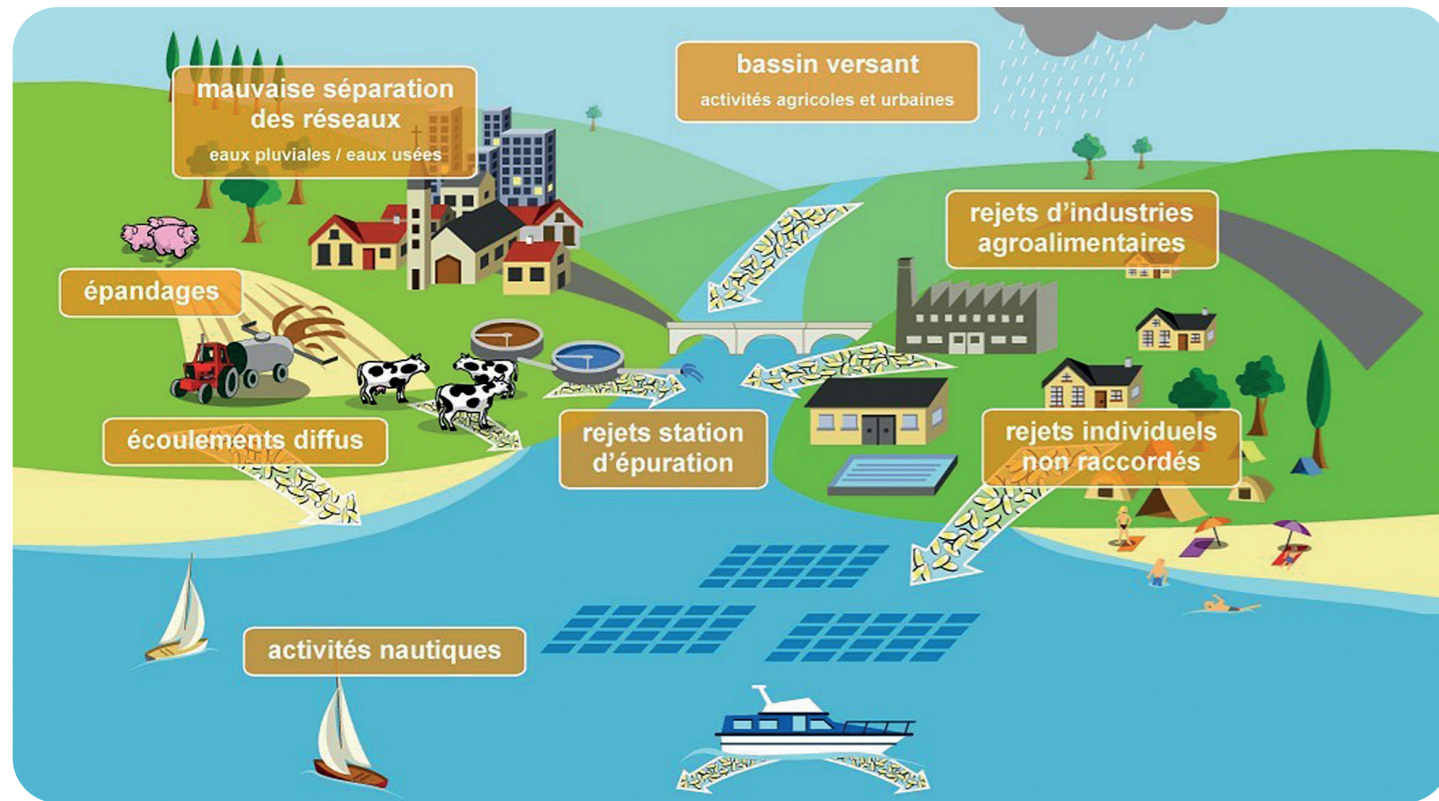 mauvaise séparation
des réseaux
eaux pluviales / eaux usées
bassin versant
activités agricoles et urbaines
rejets d'industries
agroalimentaires
épandages
écoulements diffus
rejets station
d'épuration
rejets individuels
non raccordés
activités nautiques